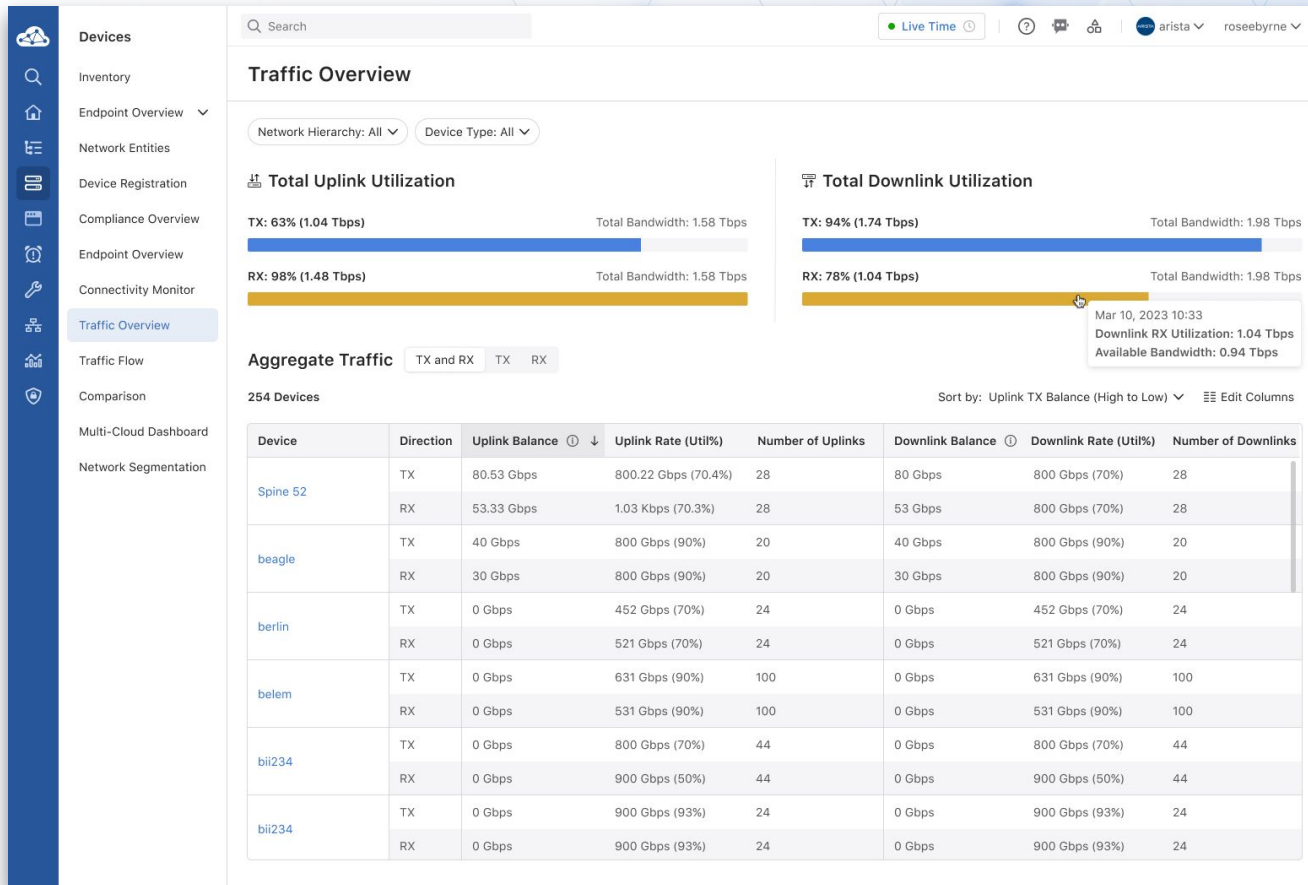 Search
Live Time
ARISTA
arista
roseebyrne
Devices
Inventory
Endpoint Overview
Network Entities
Device Registration
Compliance Overview
Endpoint Overview
Connectivity Monitor
Traffic Overview
Traffic Flow
Comparison
Multi-Cloud Dashboard
Network Segmentation
Traffic Overview
Network Hierarchy: All
Device Type: All
Total Uplink Utilization
TX: 63% (1.04 Tbps) Total Bandwidth: 1.58 Tbps
RX: 98% (1.48 Tbps) Total Bandwidth: 1.58 Tbps
Total Downlink Utilization
TX: 94% (1.74 Tbps) Total Bandwidth: 1.98 Tbps
RX: 78% (1.04 Tbps) Total Bandwidth: 1.98 Tbps
Mar 10, 2023 10:33
Downlink RX Utilization: 1.04 Tbps
Available Bandwidth: 0.94 Tbps
Aggregate Traffic TX and RX TX RX
254 Devices Sort by: Uplink TX Balance (High to Low) Edit Columns
Device Direction Uplink Balance Uplink Rate (Util%) Number of Uplinks Downlink Balance Downlink Rate (Util%) Number of Downlinks
Spine 52
TX 80.53 Gbps 800.22 Gbps (70.4%) 28 80 Gbps 800 Gbps (70%) 28
RX 53.33 Gbps 1.03 Kbps (70.3%) 28 53 Gbps 800 Gbps (70%) 28
beagle
TX 40 Gbps 800 Gbps (90%) 20 40 Gbps 800 Gbps (90%) 20
RX 30 Gbps 800 Gbps (90%) 20 30 Gbps 800 Gbps (90%) 20
berlin
TX 0 Gbps 452 Gbps (70%) 24 0 Gbps 452 Gbps (70%) 24
RX 0 Gbps 521 Gbps (70%) 24 0 Gbps 521 Gbps (70%) 24
belem
TX 0 Gbps 631 Gbps (90%) 100 0 Gbps 631 Gbps (90%) 100
RX 0 Gbps 531 Gbps (90%) 100 0 Gbps 531 Gbps (90%) 100
bii234
TX 0 Gbps 800 Gbps (70%) 44 0 Gbps 800 Gbps (70%) 44
RX 0 Gbps 900 Gbps (50%) 44 0 Gbps 900 Gbps (50%) 44
bii234
TX 0 Gbps 900 Gbps (93%) 24 0 Gbps 900 Gbps (93%) 24
RX 0 Gbps 900 Gbps (93%) 24 0 Gbps 900 Gbps (93%) 24